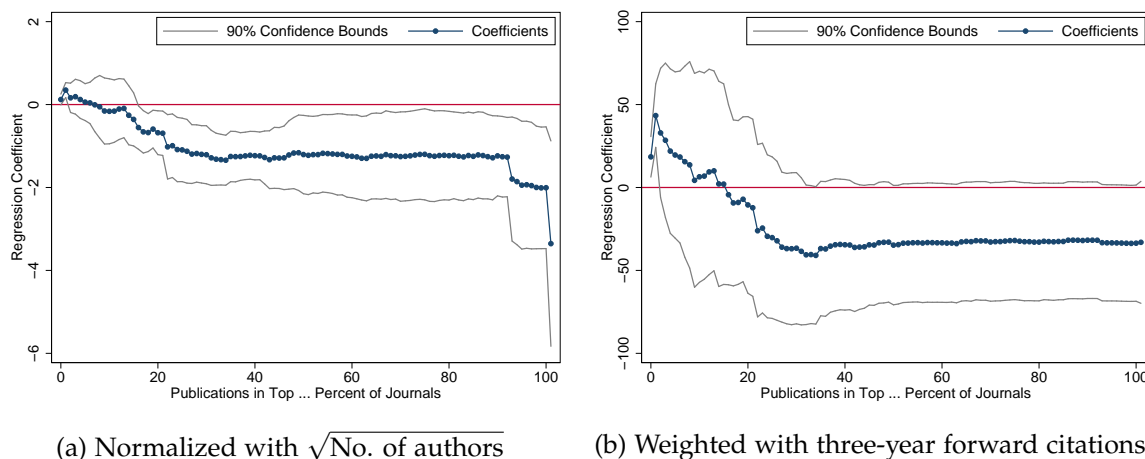 90% Confidence Bounds Coefficients
Regression Coefficient
2
0
−2
−4
−6
0 20 40 60 80 100
Publications in Top ... Percent of Journals
(a) Normalized with √No. of authors
90% Confidence Bounds Coefficients
Regression Coefficient
100
50
0
−50
−100
0 20 40 60 80 100
Publications in Top ... Percent of Journals
(b) Weighted with three-year forward citations